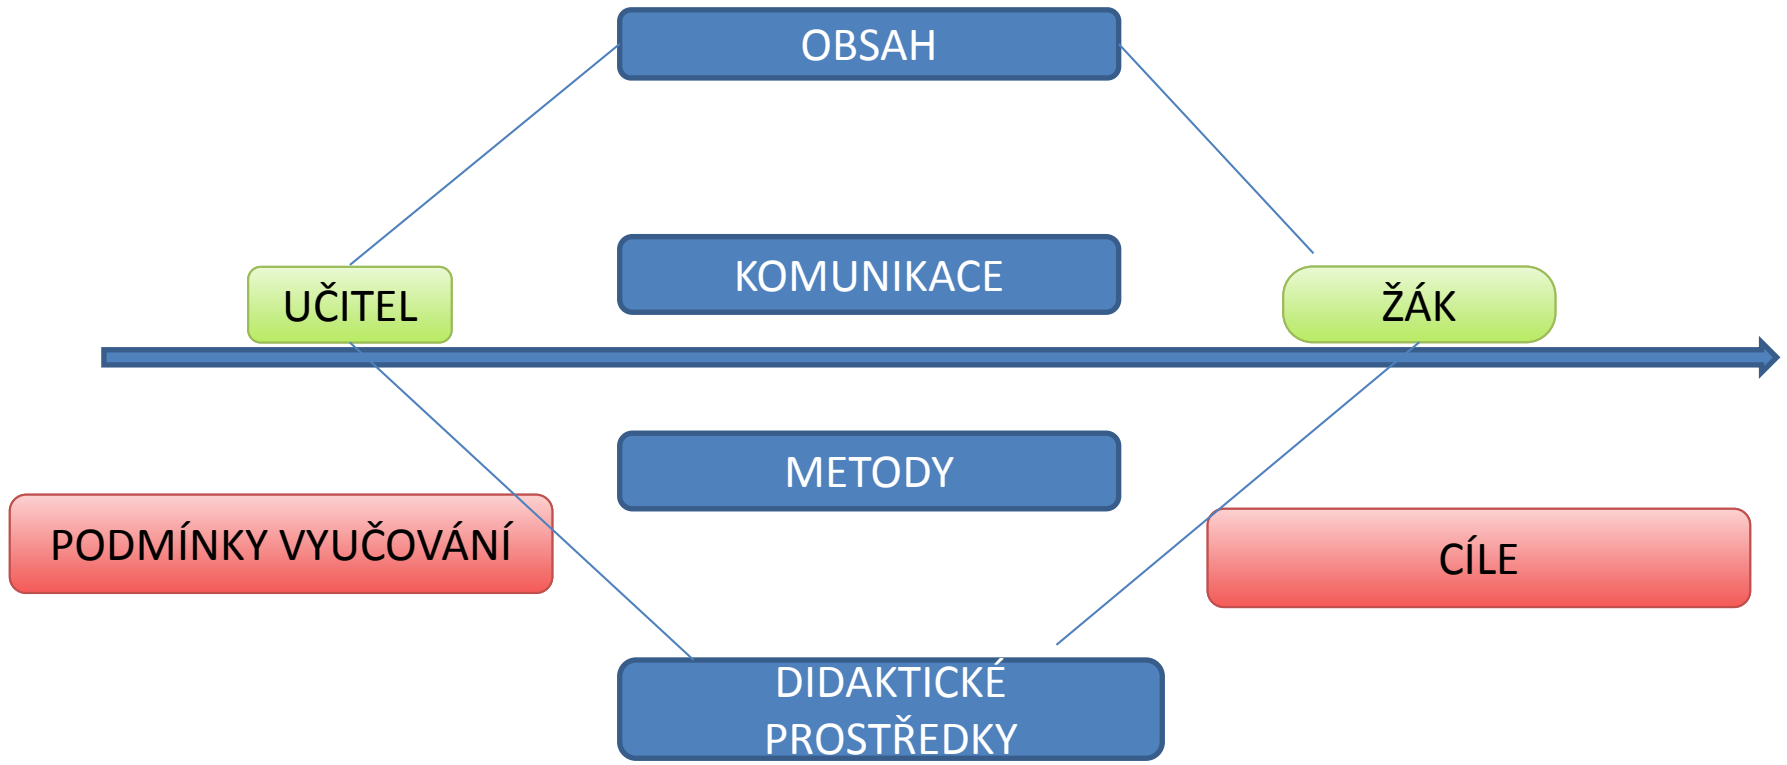 OBSAH
KOMUNIKACE
UČITEL
ŽÁK
METODY
PODMÍNKY VYUČOVÁNÍ
CÍLE
DIDAKTICKÉ
PROSTŘEDKY